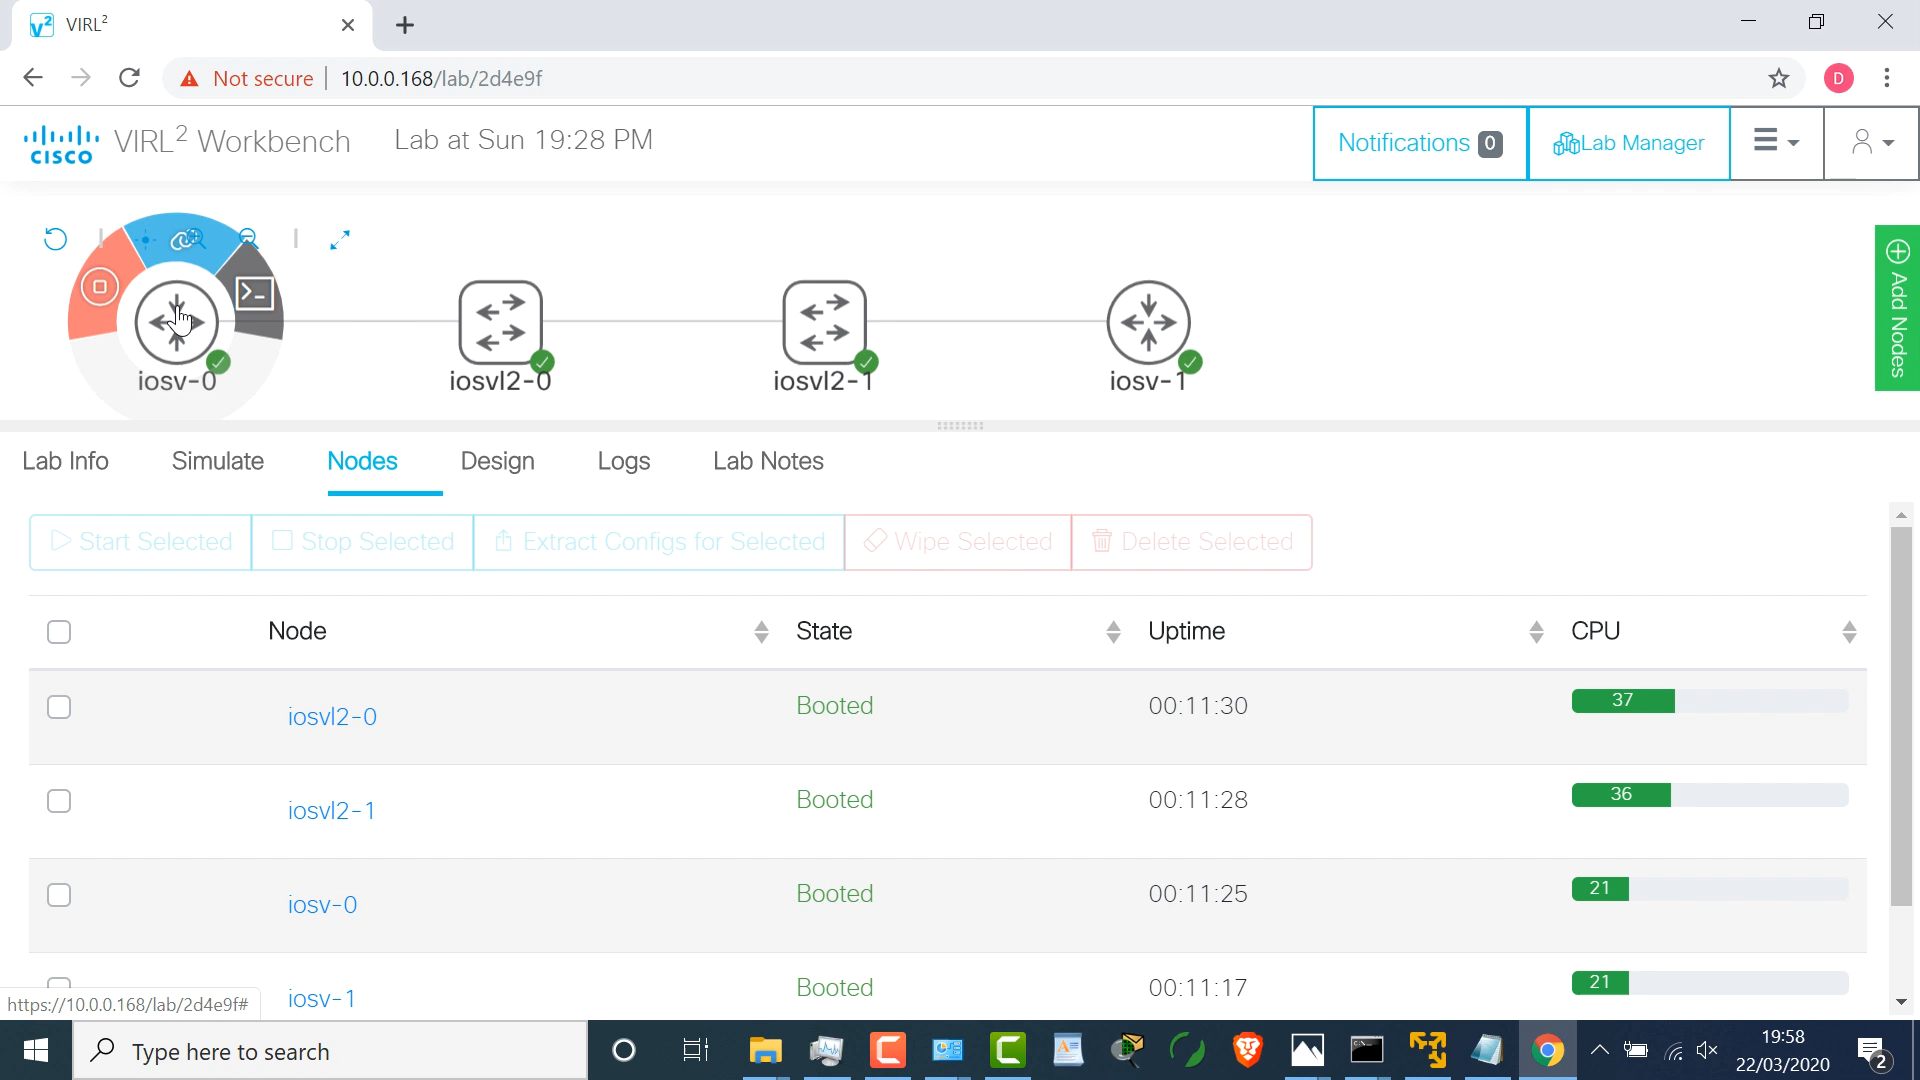 VIRL²
Not secure
10.0.0.168/lab/2d4e9f
D
CISCO
VIRL² Workbench
Lab at Sun 19:28 PM
Notifications 0
Lab Manager
Add Nodes
iosv-0
iosvl2-0
iosvl2-1
iosv-1
Lab Info
Simulate
Nodes
Design
Logs
Lab Notes
Start Selected
Stop Selected
Extract Configs for Selected
Wipe Selected
Delete Selected
Node
State
Uptime
CPU
iosvl2-0
Booted
00:11:30
37
iosvl2-1
Booted
00:11:28
36
iosv-0
Booted
00:11:25
21
iosv-1
Booted
00:11:17
21
https://10.0.0.168/lab/2d4e9f#
Type here to search
19:58
22/03/2020
2